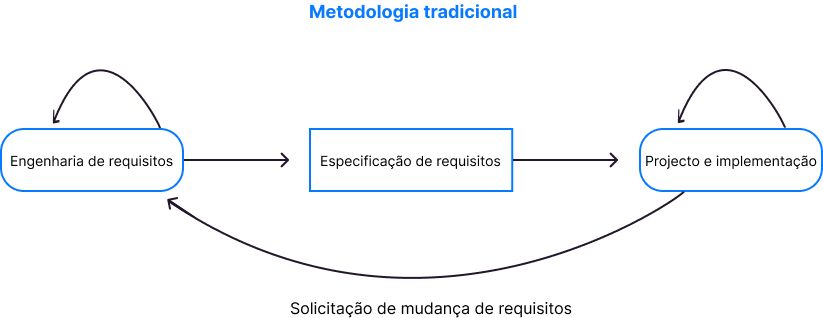 Metodologia tradicional
Engenharia de requisitos
Especificação de requisitos
Projecto e implementação
Solicitação de mudança de requisitos